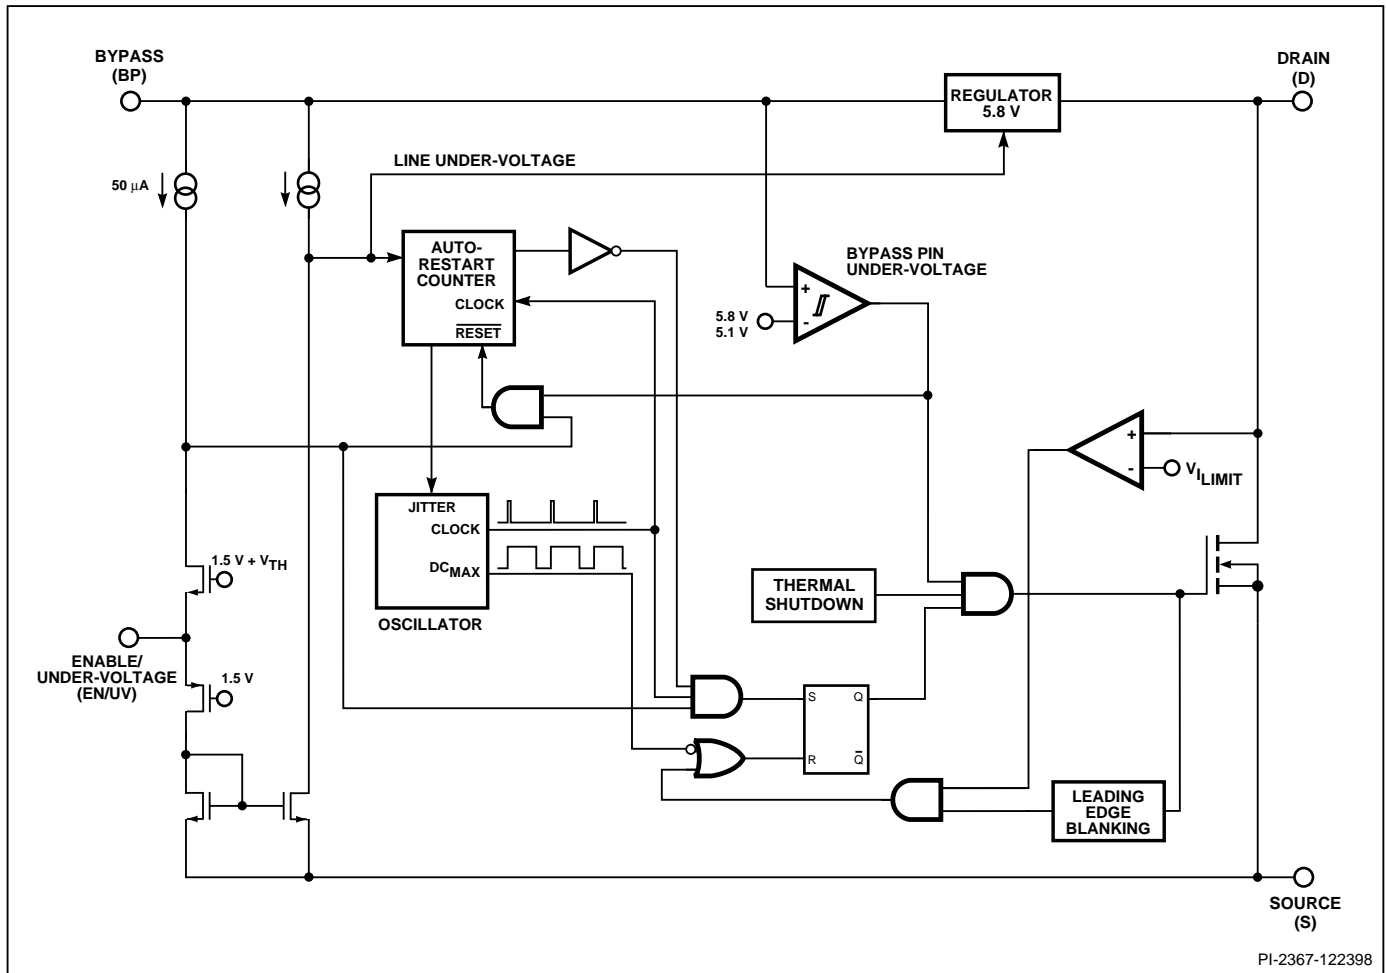 BYPASS
(BP)
DRAIN
(D)
REGULATOR
5.8 V
LINE UNDER-VOLTAGE
50 µA
AUTO-
RESTART
COUNTER
CLOCK
RESET
BYPASS PIN
UNDER-VOLTAGE
+
-
5.8 V
5.1 V
+
-
VILIMIT
JITTER
CLOCK
DCMAX
OSCILLATOR
1.5 V + VTH
THERMAL
SHUTDOWN
ENABLE/
UNDER-VOLTAGE
(EN/UV)
1.5 V
S Q
R Q̅
LEADING
EDGE
BLANKING
SOURCE
(S)
PI-2367-122398